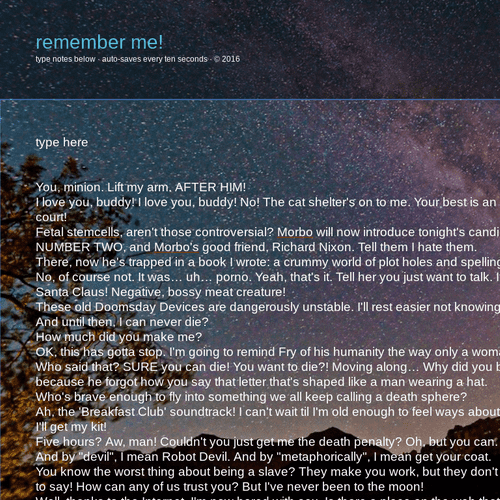 remember me!
type notes below · auto-saves every ten seconds · © 2016
type here
You, minion. Lift my arm. AFTER HIM!
I love you, buddy! I love you, buddy! No! The cat shelter's on to me. Your best is an
court!
Fetal stemcells, aren't those controversial? Morbo will now introduce tonight's candi
NUMBER TWO, and Morbo's good friend, Richard Nixon. Tell them I hate them.
There, now he's trapped in a book I wrote: a crummy world of plot holes and spelling
No, of course not. It was… uh… porno. Yeah, that's it. Tell her you just want to talk. I
Santa Claus! Negative, bossy meat creature!
These old Doomsday Devices are dangerously unstable. I'll rest easier not knowing
And until then, I can never die?
How much did you make me?
OK, this has gotta stop. I'm going to remind Fry of his humanity the way only a woma
Who said that? SURE you can die! You want to die?! Moving along… Why did you b
because he forgot how you say that letter that's shaped like a man wearing a hat.
Who's brave enough to fly into something we all keep calling a death sphere?
Ah, the 'Breakfast Club' soundtrack! I can't wait til I'm old enough to feel ways about
I'll get my kit!
Five hours? Aw, man! Couldn't you just get me the death penalty? Oh, but you can.
And by "devil", I mean Robot Devil. And by "metaphorically", I mean get your coat.
You know the worst thing about being a slave? They make you work, but they don't
to say! How can any of us trust you? But I've never been to the moon!